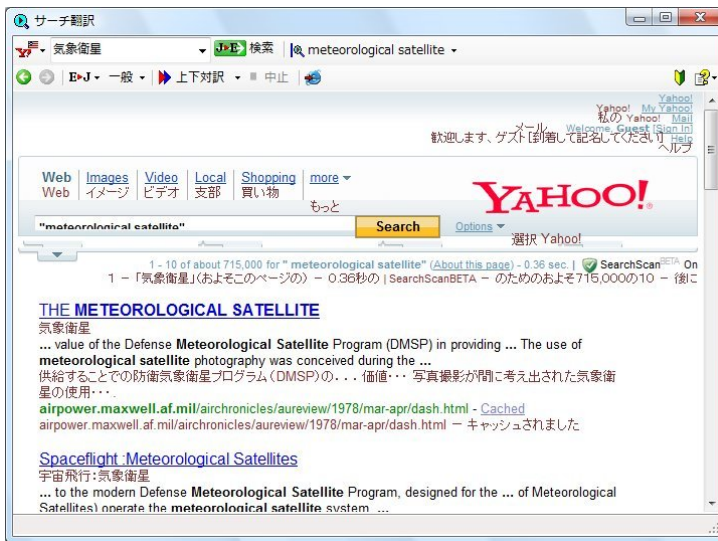 サーチ翻訳
気象衛星 J▸E 検索 meteorological satellite
E▸J 一般 上下対訳 中止
Yahoo!
Yahoo! My Yahoo!
私の Yahoo! Mail
メール Welcome, Guest [Sign In]
歓迎します、ゲスト[到着して記名してください] Help
ヘルプ
Web Images Video Local Shopping more
Web イメージ ビデオ 支部 買い物
もっと
YAHOO!
"meteorological satellite" Search Options
選択 Yahoo!
1 - 10 of about 715,000 for " meteorological satellite" (About this page) - 0.36 sec. | SearchScan BETA On
1 － 「気象衛星」(およそこのページの) － 0.36秒の | SearchScanBETA － のためのおよそ715,000の10 － 後に
THE METEOROLOGICAL SATELLITE
気象衛星
... value of the Defense Meteorological Satellite Program (DMSP) in providing ... The use of
meteorological satellite photography was conceived during the ...
供給することでの防衛気象衛星プログラム(DMSP)の．．．価値・・・ 写真撮影が間に考え出された気象衛
星の使用・・・.
airpower.maxwell.af.mil/airchronicles/aureview/1978/mar-apr/dash.html - Cached
airpower.maxwell.af.mil/airchronicles/aureview/1978/mar-apr/dash.html － キャッシュされました
Spaceflight :Meteorological Satellites
宇宙飛行：気象衛星
... to the modern Defense Meteorological Satellite Program, designed for the ... of Meteorological
Satellites) operate the meteorological satellite system ...